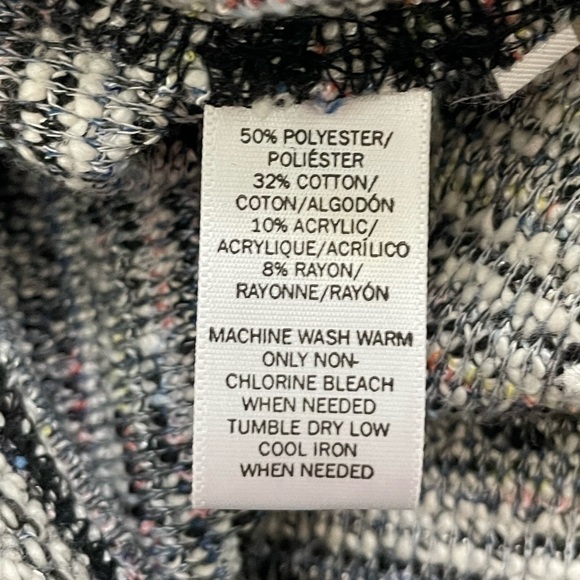 50% POLYESTER/
POLIÉSTER
32% COTTON/
COTON/ALGODÓN
10% ACRYLIC/
ACRYLIQUE/ACRÍLICO
8% RAYON/
RAYONNE/RAYÓN
MACHINE WASH WARM
ONLY NON-
CHLORINE BLEACH
WHEN NEEDED
TUMBLE DRY LOW
COOL IRON
WHEN NEEDED